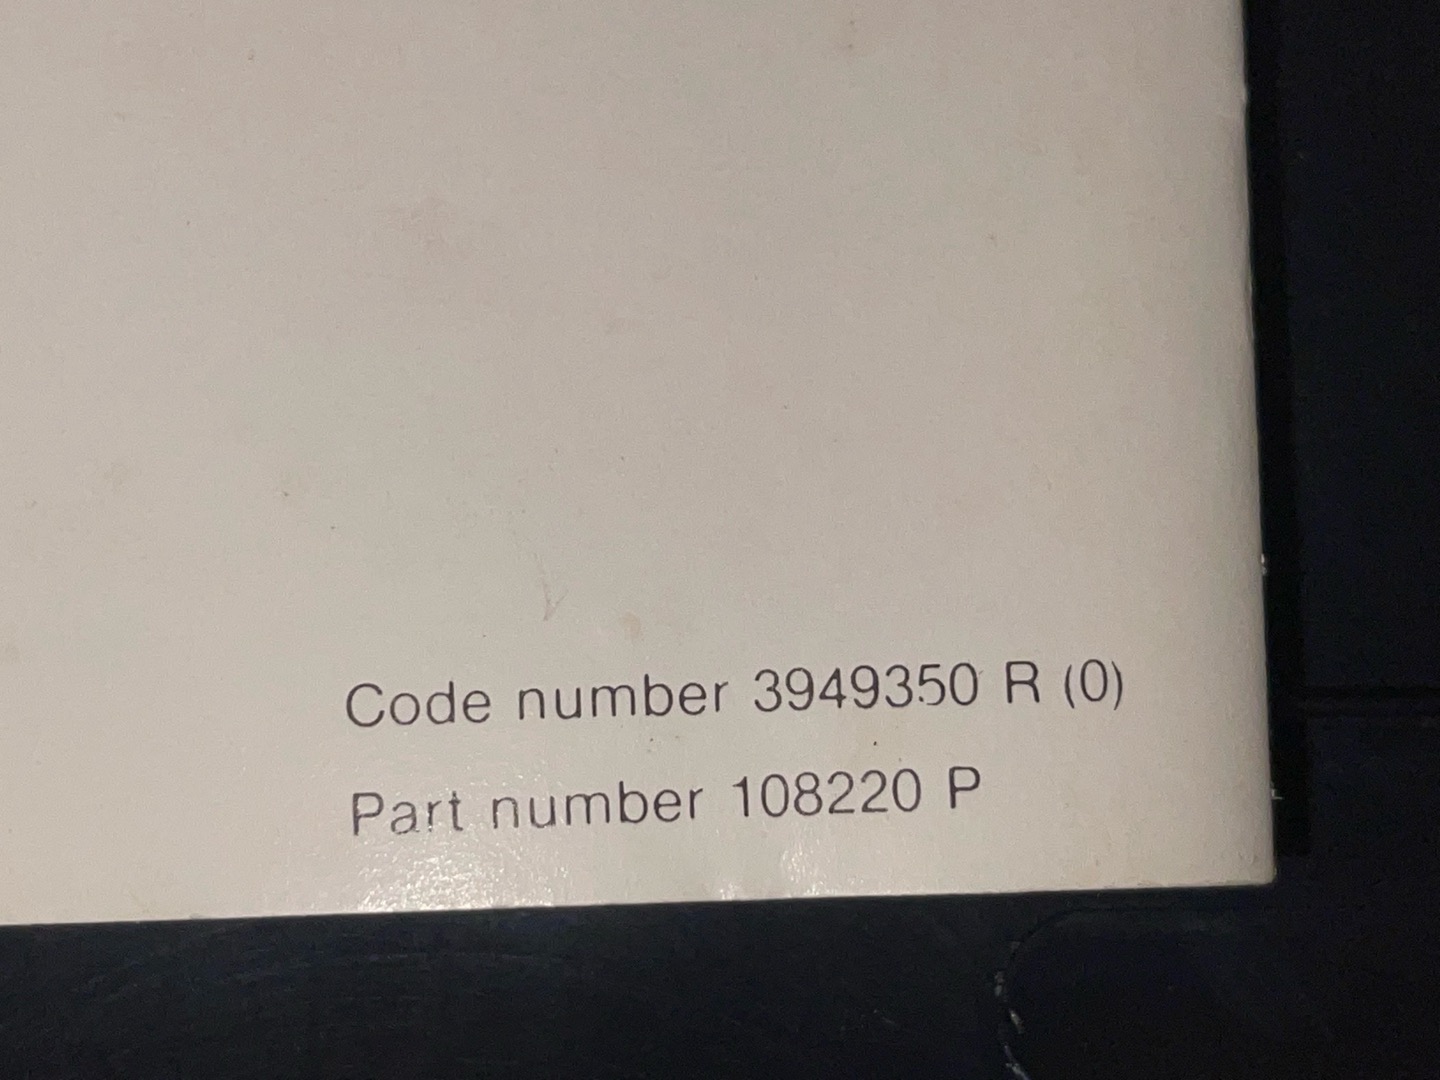 Code number 3949350 R (0)
Part number 108220 P